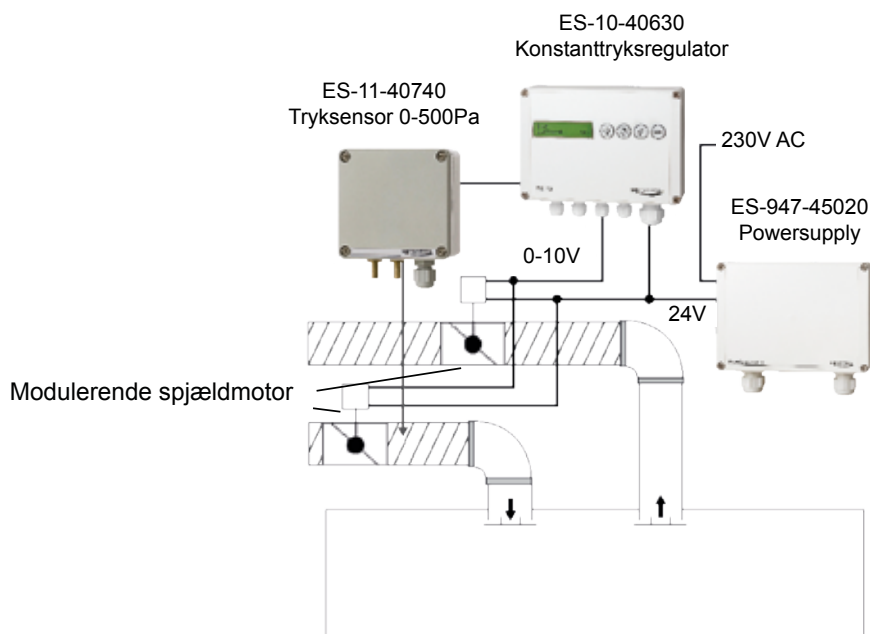 ES-10-40630
Konstanttryksregulator
ES-11-40740
Tryksensor 0-500Pa
230V AC
ES-947-45020
Powersupply
0-10V
24V
Modulerende spjældmotor